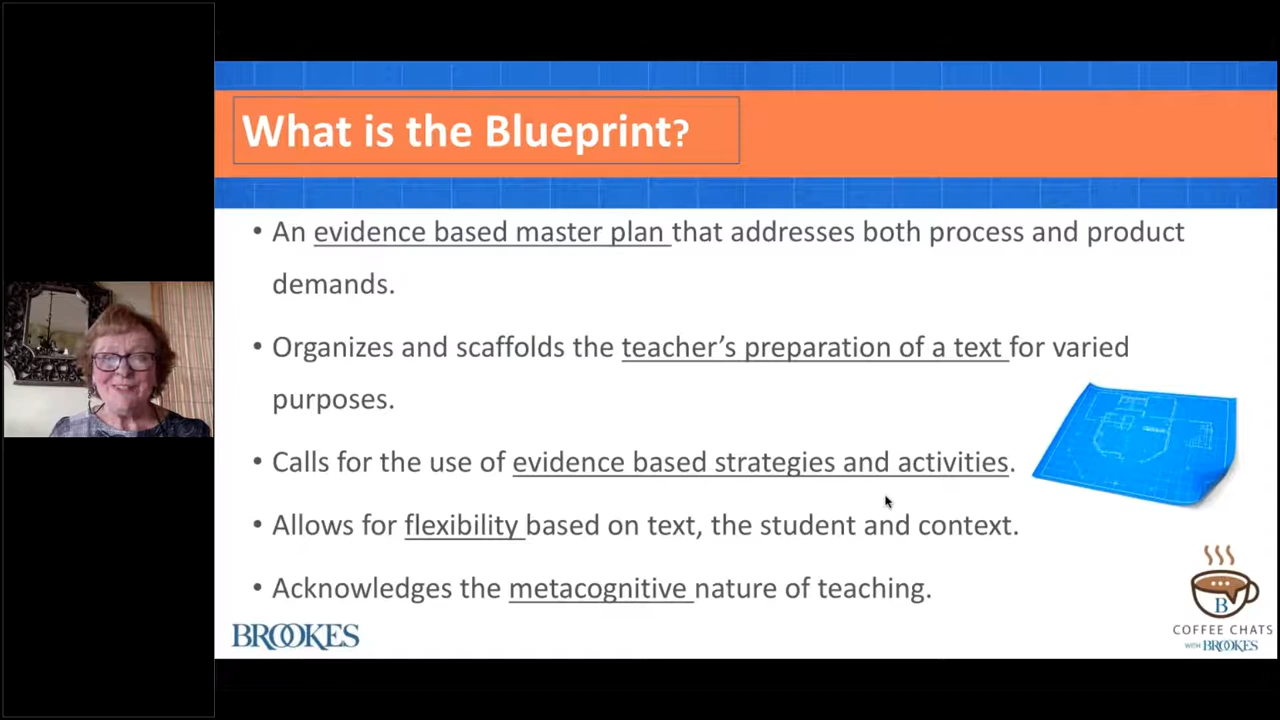 What is the Blueprint?
• An evidence based master plan that addresses both process and product
demands.
• Organizes and scaffolds the teacher’s preparation of a text for varied
purposes.
• Calls for the use of evidence based strategies and activities.
• Allows for flexibility based on text, the student and context.
• Acknowledges the metacognitive nature of teaching.
BROOKES
B
COFFEE CHATS
WITH BROOKES